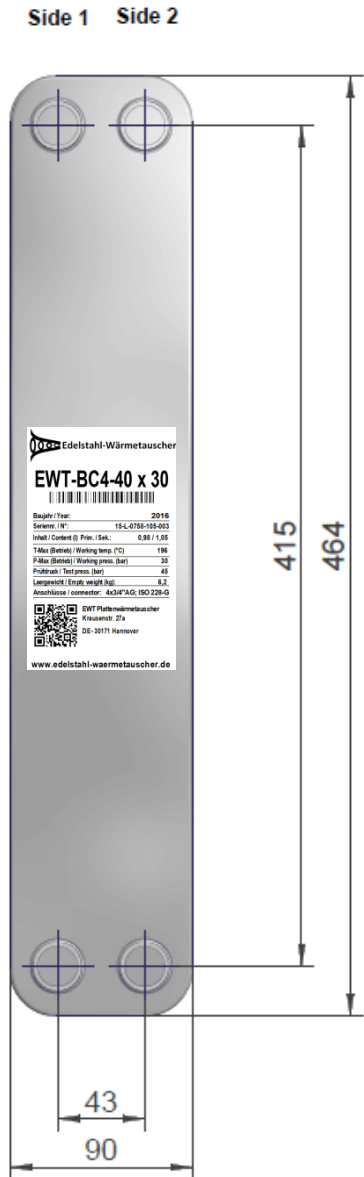 Side 1 Side 2
Edelstahl-Wärmetauscher
EWT-BC4-40 x 30
Baujahr / Year: 2016
Seriennr. / N°: 15-L-0758-105-003
Inhalt / Content (l) Prim. / Sek.: 0,98 / 1,05
T-Max (Betrieb) / Working temp. (°C) 196
P-Max (Betrieb) / Working press. (bar) 30
Prüfdruck / Test press. (bar) 45
Leergewicht / Empty weight (kg): 6,2
Anschlüsse / connector: 4x3/4"AG; ISO 228-G
EWT Plattenwärmetauscher
Krausenstr. 27a
DE- 30171 Hannover
www.edelstahl-waermetauscher.de
415
464
43
90